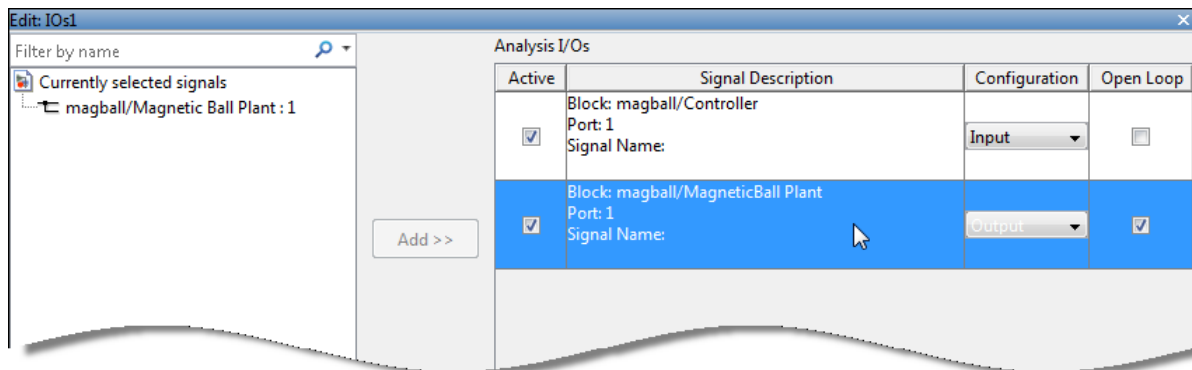 Edit: IOs1
Filter by name
Currently selected signals
magball/Magnetic Ball Plant : 1
Add >>
Analysis I/Os
Active Signal Description Configuration Open Loop
Block: magball/Controller
Port: 1
Signal Name:
Input
Block: magball/MagneticBall Plant
Port: 1
Signal Name:
Output